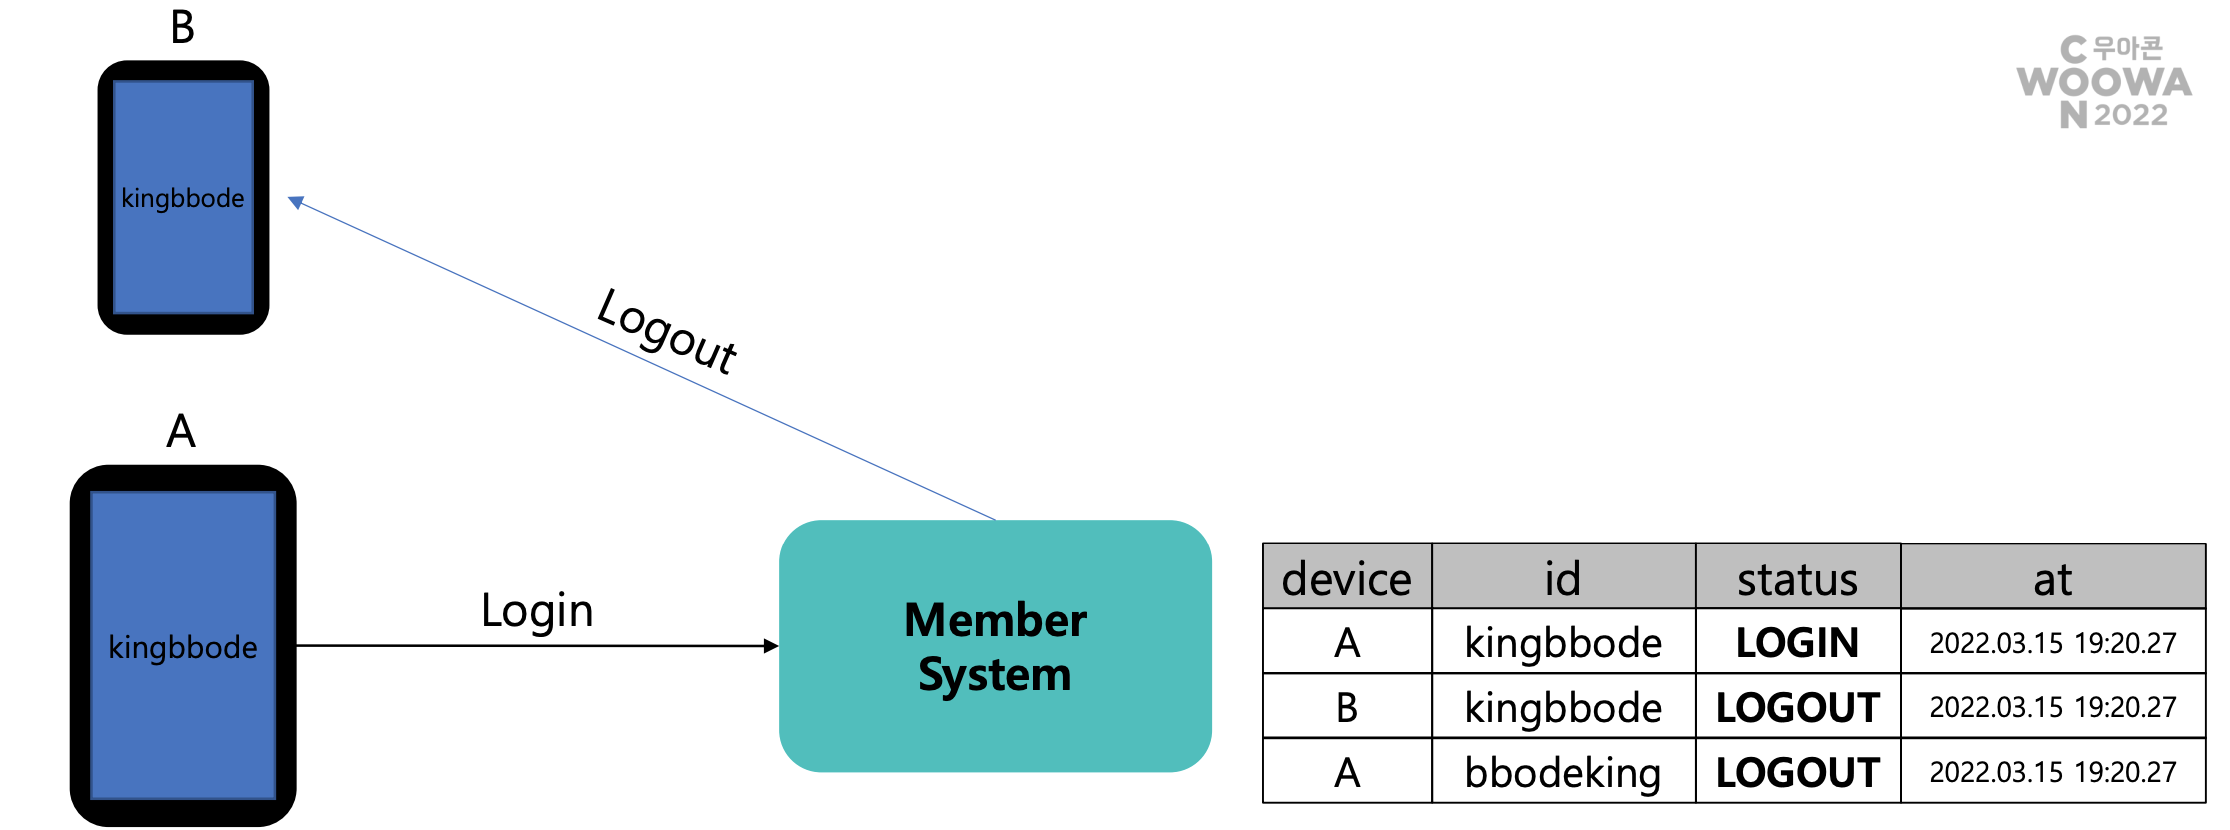 B
C 우아콘
WOOWA
N 2022
kingbbode
Logout
A
kingbbode
Login
Member
System
device id status at
A kingbbode LOGIN 2022.03.15 19:20.27
B kingbbode LOGOUT 2022.03.15 19:20.27
A bbodeking LOGOUT 2022.03.15 19:20.27